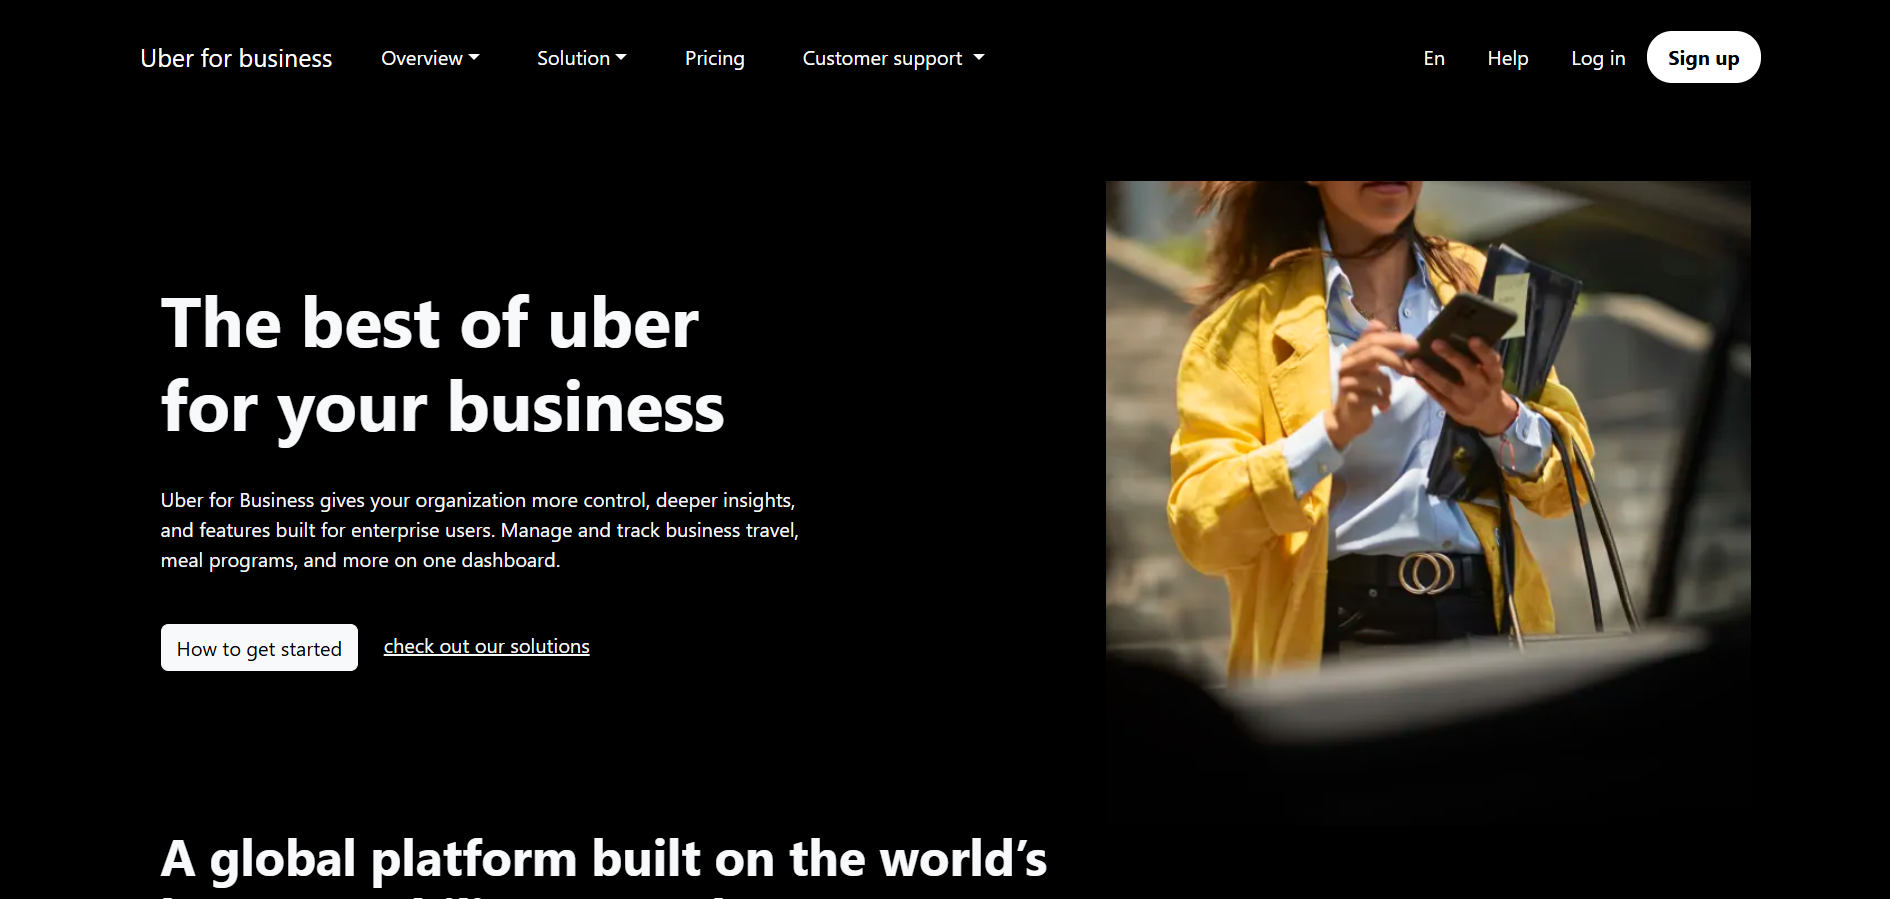 Uber for business Overview Solution Pricing Customer support En Help Log in Sign up
The best of uber
for your business
Uber for Business gives your organization more control, deeper insights,
and features built for enterprise users. Manage and track business travel,
meal programs, and more on one dashboard.
How to get started check out our solutions
A global platform built on the world’s